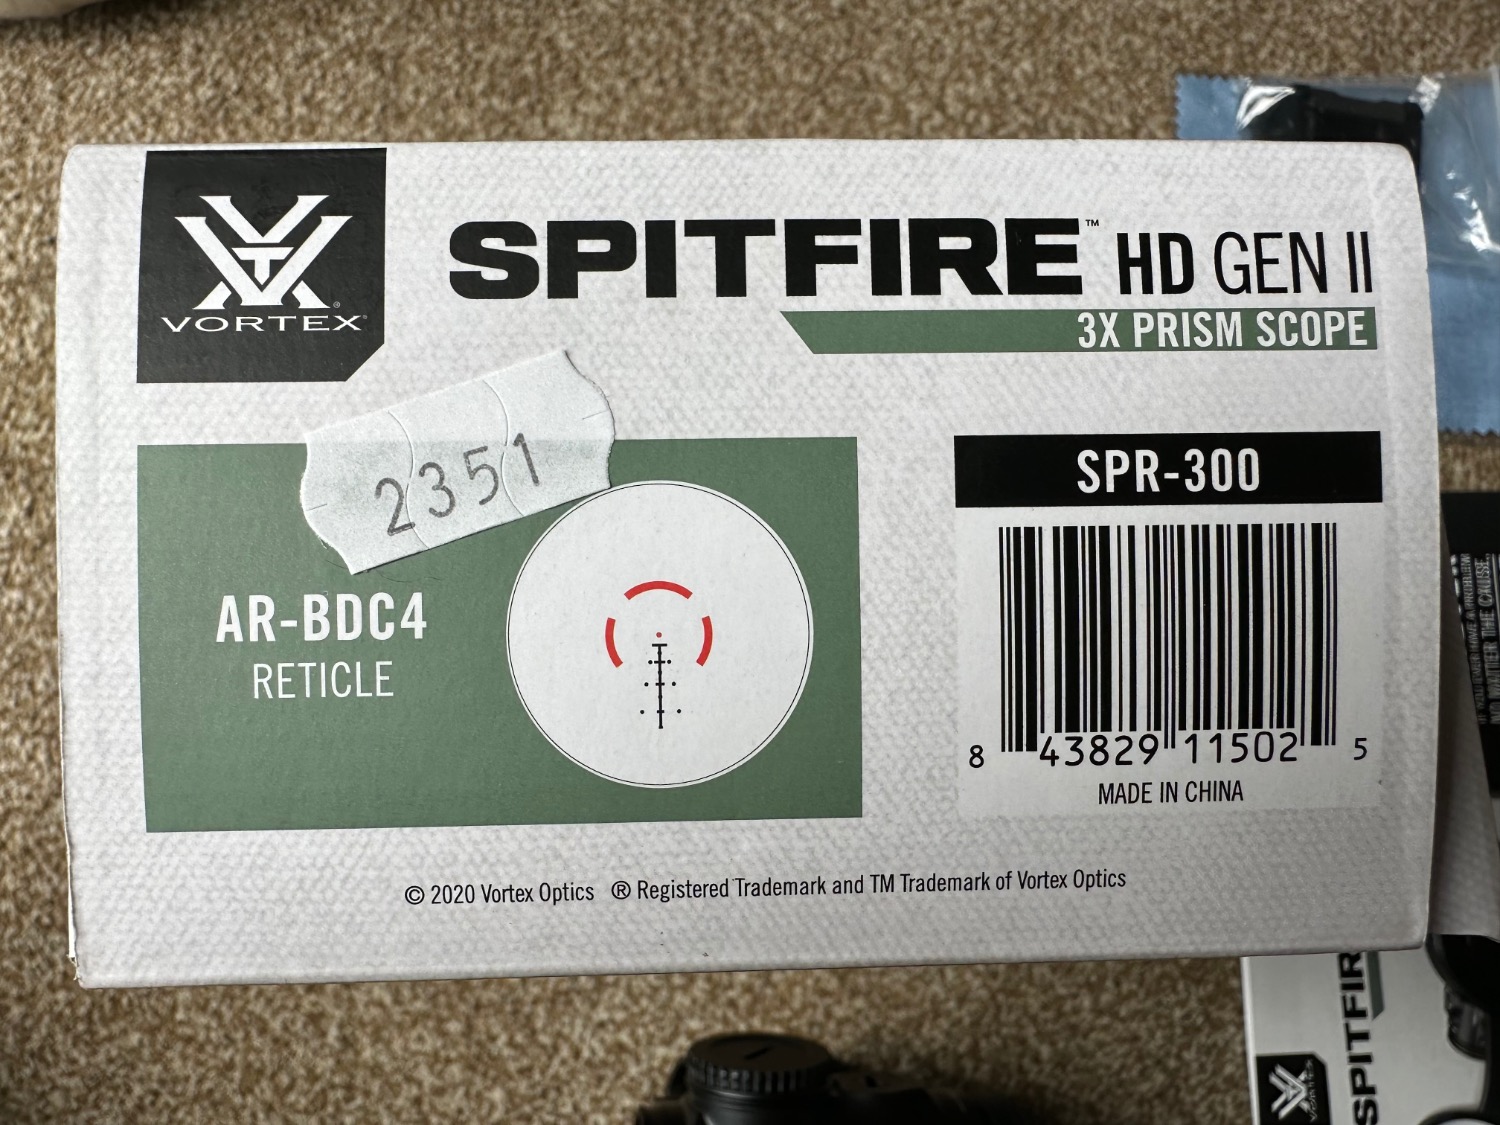 VORTEX®
SPITFIRE™ HD GEN II
3X PRISM SCOPE
2351
AR-BDC4
RETICLE
SPR-300
8 43829 11502 5
MADE IN CHINA
© 2020 Vortex Optics ® Registered Trademark and TM Trademark of Vortex Optics
VORTEX
SPITFIR